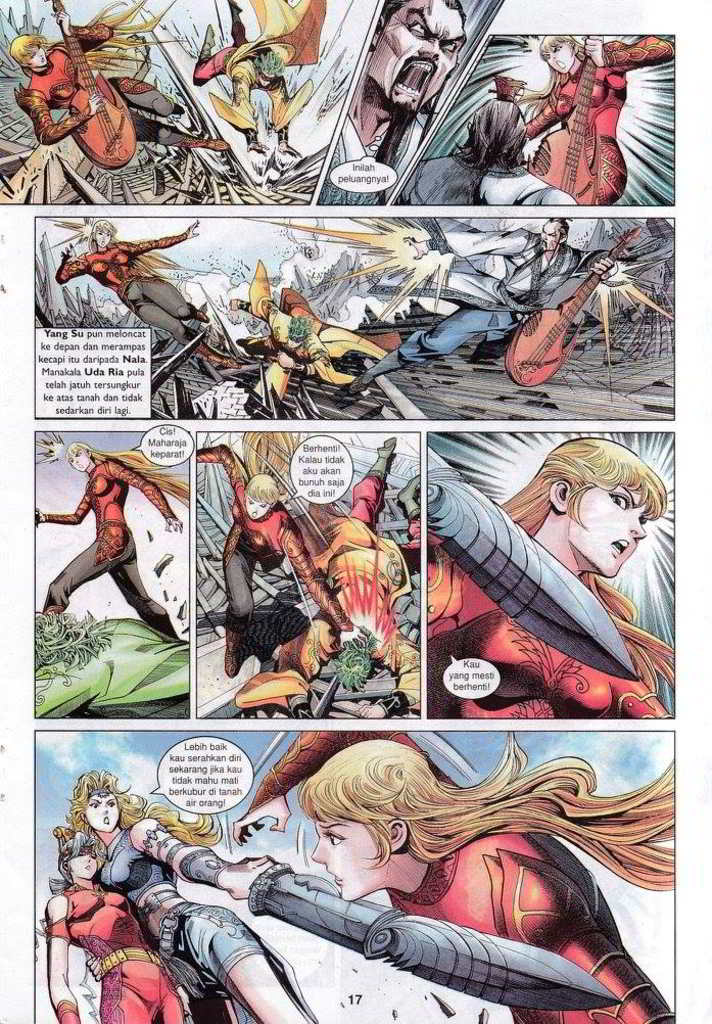 Inilah
peluangnya!
Yang Su pun meloncat
ke depan dan merampas
kecapi itu daripada Nala.
Manakala Uda Ria pula
telah jatuh tersungkur
ke atas tanah dan tidak
sedarkan diri lagi.
Cis!
Maharaja
keparat!
Berhenti!
Kalau tidak
aku akan
bunuh saja
dia ini!
Kau
yang mesti
berhenti!
Lebih baik
kau serahkan diri
sekarang jika kau
tidak mahu mati
berkubur di tanah
air orang!
17